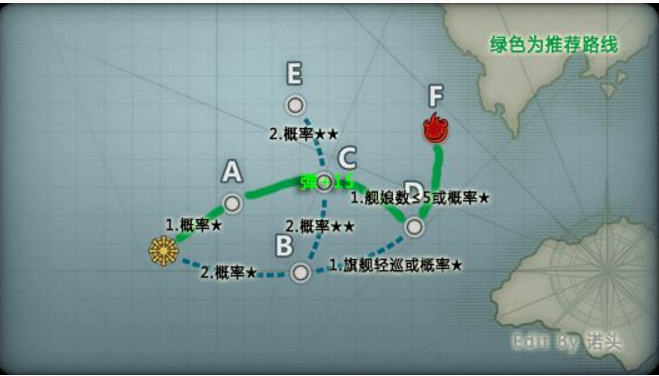 绿色为推荐路线
E
F
2.概率★★
C
A
弹+15
D
1.舰娘数≤5或概率★
1.概率★
2.概率★★
B
1.旗舰轻巡或概率★
2.概率★
Edit By 诺头